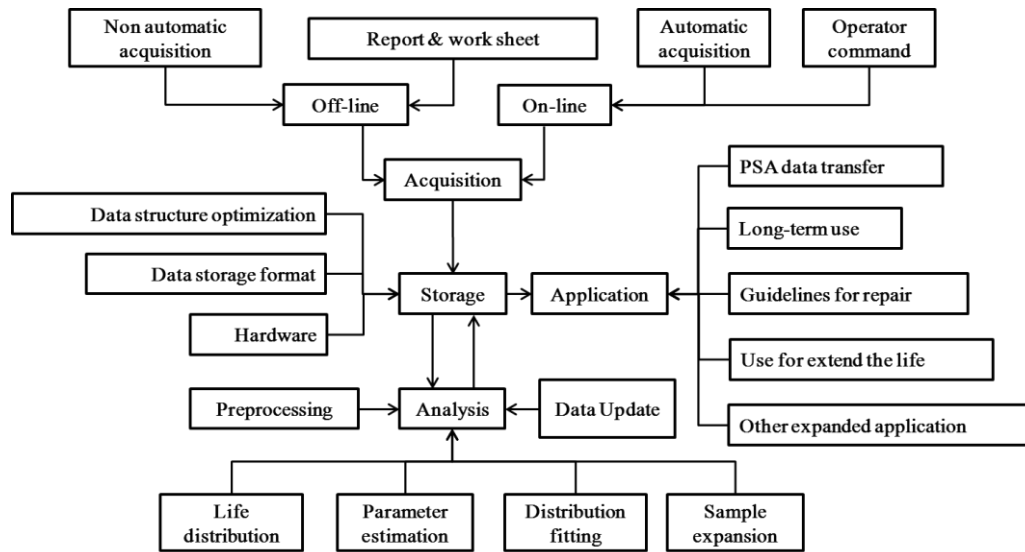 Non automatic
acquisition
Report & work sheet
Automatic
acquisition
Operator
command
Off-line
On-line
Acquisition
PSA data transfer
Data structure optimization
Long-term use
Data storage format
Storage
Application
Guidelines for repair
Hardware
Use for extend the life
Preprocessing
Analysis
Data Update
Other expanded application
Life
distribution
Parameter
estimation
Distribution
fitting
Sample
expansion